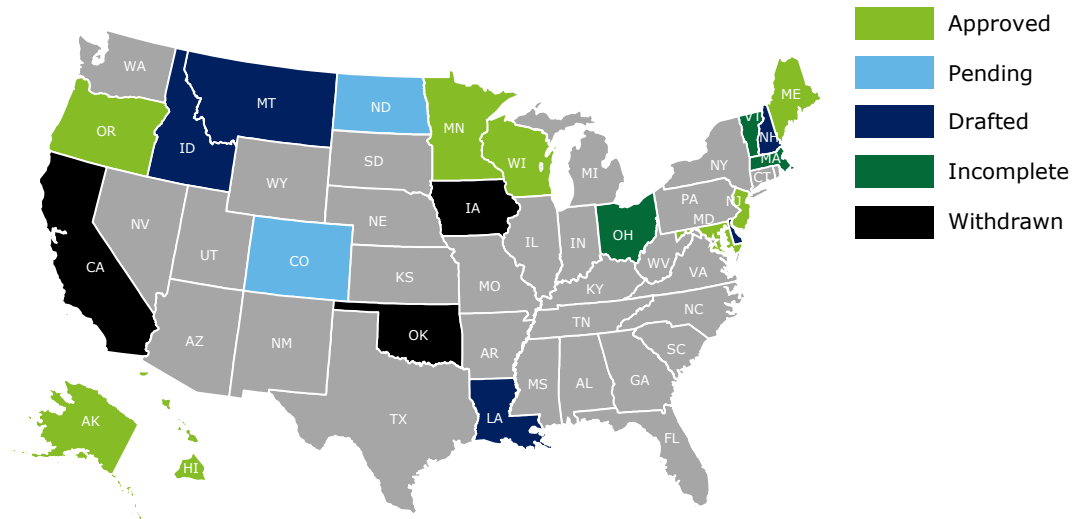 Approved
Pending
Drafted
Incomplete
Withdrawn
WA
MT
ND
MN
ME
VT
NH
OR
ID
WI
MA
SD
NY
CT
MI
WY
PA
NJ
IA
NE
MD
NV
OH
IL
IN
UT
CO
WV
VA
CA
KS
MO
KY
NC
TN
OK
AZ
NM
AR
SC
MS
AL
GA
TX
LA
AK
FL
HI